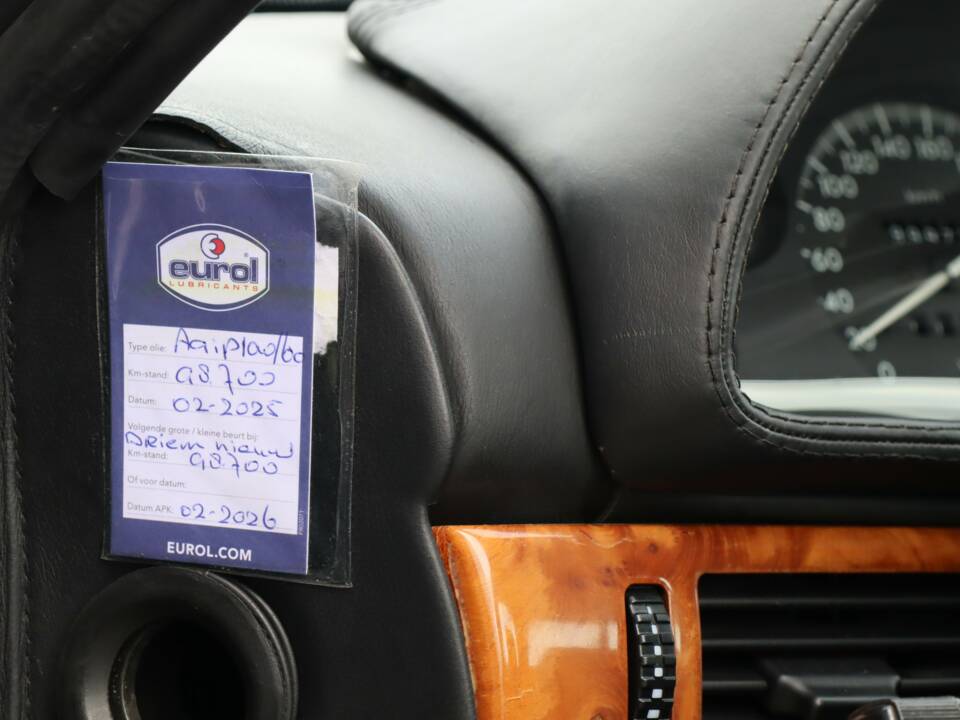 eurol
LUBRICANTS
Type olie:
Km-stand: 98.700
Datum: 02-2025
Volgende grote / kleine beurt bij:
Driem nieuw
Km-stand: 98.700
Of voor datum:
Datum APK: 02-2026
EUROL.COM
160
140
120
100
80
60
40
20
0
km/h